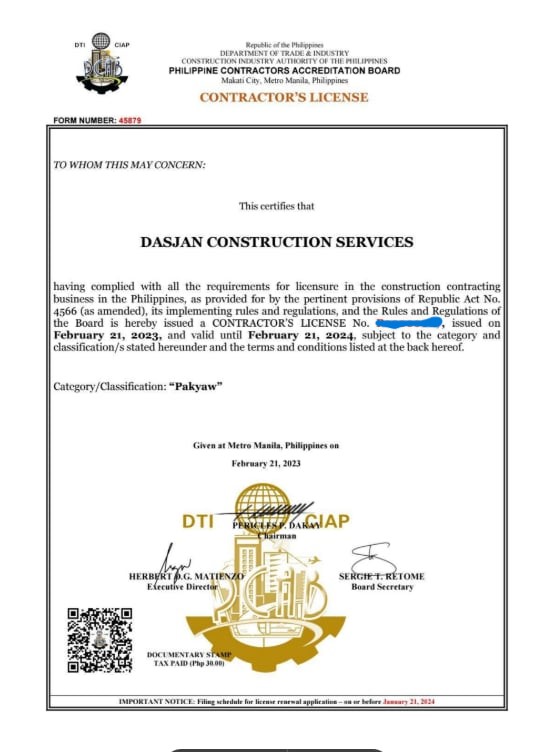 DTI CIAP
Republic of the Philippines
DEPARTMENT OF TRADE & INDUSTRY
CONSTRUCTION INDUSTRY AUTHORITY OF THE PHILIPPINES
PHILIPPINE CONTRACTORS ACCREDITATION BOARD
Makati City, Metro Manila, Philippines
CONTRACTOR'S LICENSE
FORM NUMBER: 45879
TO WHOM THIS MAY CONCERN:
This certifies that
DASJAN CONSTRUCTION SERVICES
having complied with all the requirements for licensure in the construction contracting
business in the Philippines, as provided for by the pertinent provisions of Republic Act No.
4566 (as amended), its implementing rules and regulations, and the Rules and Regulations of
the Board is hereby issued a CONTRACTOR'S LICENSE No. , issued on
February 21, 2023, and valid until February 21, 2024, subject to the category and
classification/s stated hereunder and the terms and conditions listed at the back hereof.
Category/Classification: "Pakyaw"
Given at Metro Manila, Philippines on
February 21, 2023
DTI CIAP
PERICLES P. DAKAY
Chairman
HERBERT D.G. MATIENZO
Executive Director
SERGIE T. RETOME
Board Secretary
PCAB
DOCUMENTARY STAMP
TAX PAID (Php 30.00)
IMPORTANT NOTICE: Filing schedule for license renewal application – on or before January 21, 2024